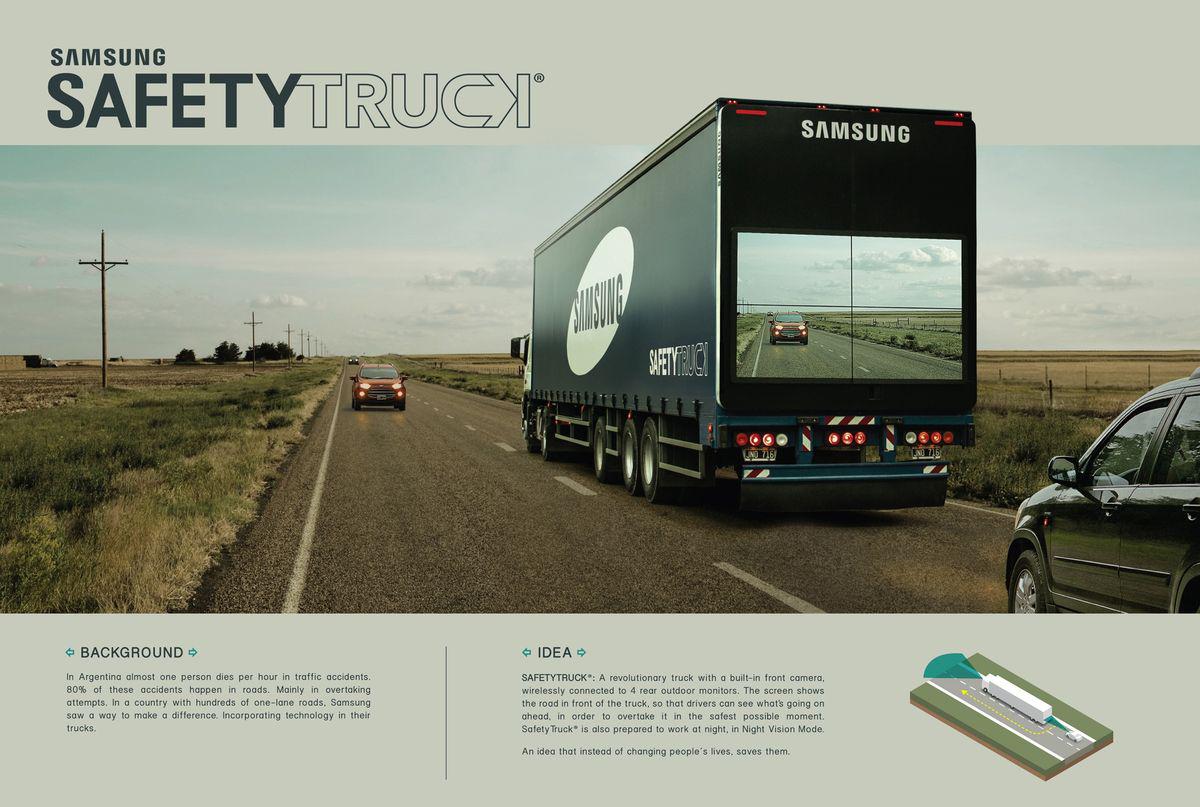 SAMSUNG
SAFETYTRUCK®
SAMSUNG
SAMSUNG
SAMSUNG
SAFETYTRUCK
JNO 716
JNO 716
BACKGROUND
In Argentina almost one person dies per hour in traffic accidents.
80% of these accidents happen in roads. Mainly in overtaking
attempts. In a country with hundreds of one-lane roads, Samsung
saw a way to make a difference. Incorporating technology in their
trucks.
IDEA
SAFETYTRUCK®: A revolutionary truck with a built-in front camera,
wirelessly connected to 4 rear outdoor monitors. The screen shows
the road in front of the truck, so that drivers can see what's going on
ahead, in order to overtake it in the safest possible moment.
SafetyTruck® is also prepared to work at night, in Night Vision Mode.
An idea that instead of changing people´s lives, saves them.